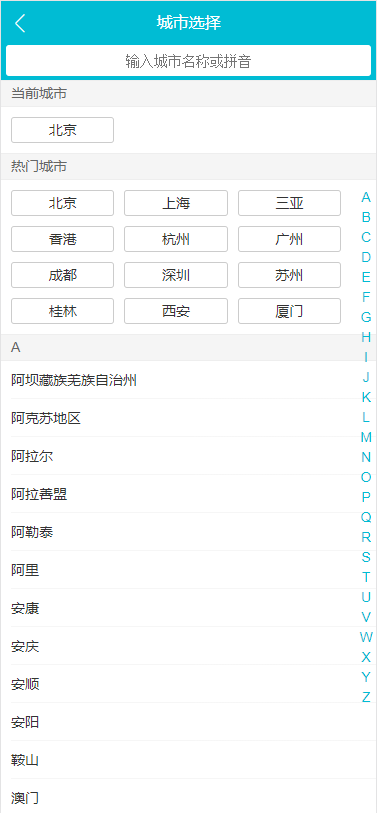 城市选择
输入城市名称或拼音
当前城市
北京
热门城市
北京 上海 三亚
香港 杭州 广州
成都 深圳 苏州
桂林 西安 厦门
A
阿坝藏族羌族自治州
阿克苏地区
阿拉尔
阿拉善盟
阿勒泰
阿里
安康
安庆
安顺
安阳
鞍山
澳门
A
B
C
D
E
F
G
H
I
J
K
L
M
N
O
P
Q
R
S
T
U
V
W
X
Y
Z